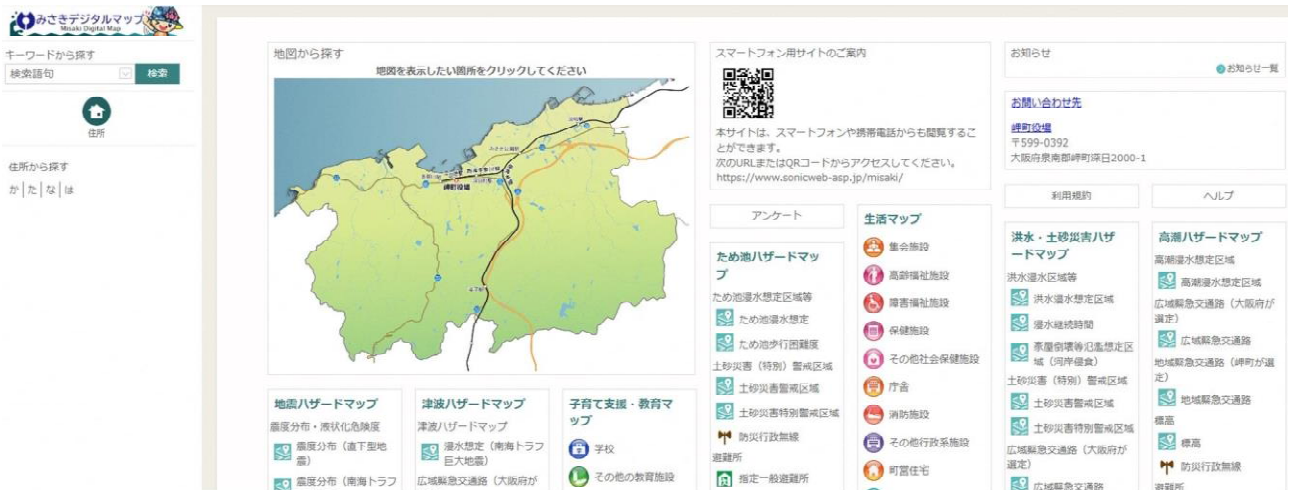 みさきデジタルマップ
Misaki Digital Map
キーワードから探す
検索語句
検索
住所
住所から探す
か|た|な|は
地図から探す
地図を表示したい箇所をクリックしてください
岬町役場
スマートフォン用サイトのご案内
本サイトは、スマートフォンや携帯電話からも閲覧するこ
とができます。
次のURLまたはQRコードからアクセスしてください。
https://www.sonicweb-asp.jp/misaki/
お知らせ
お知らせ一覧
お問い合わせ先
岬町役場
〒599-0392
大阪府泉南郡岬町深日2000-1
利用規約
ヘルプ
アンケート
地震ハザードマップ
震度分布・液状化危険度
震度分布（直下型地
震）
震度分布（南海トラフ
津波ハザードマップ
津波ハザードマップ
浸水想定（南海トラフ
巨大地震）
広域緊急交通路（大阪府が
子育て支援・教育マ
ップ
学校
その他の教育施設
ため池ハザードマッ
プ
ため池浸水想定区域等
ため池浸水想定
ため池歩行困難度
土砂災害（特別）警戒区域
土砂災害警戒区域
土砂災害特別警戒区域
防災行政無線
避難所
指定一般避難所
生活マップ
集会施設
高齢福祉施設
障害福祉施設
保健施設
その他社会保健施設
庁舎
消防施設
その他行政系施設
町営住宅
洪水・土砂災害ハザ
ードマップ
洪水浸水区域等
洪水浸水想定区域
浸水継続時間
家屋倒壊等氾濫想定区
域（河岸侵食）
土砂災害（特別）警戒区域
土砂災害警戒区域
土砂災害特別警戒区域
広域緊急交通路（大阪府が
選定）
広域緊急交通路
高潮ハザードマップ
高潮浸水想定区域
高潮浸水想定区域
広域緊急交通路（大阪府が
選定）
広域緊急交通路
地域緊急交通路（岬町が選
定）
地域緊急交通路
標高
標高
防災行政無線
避難所